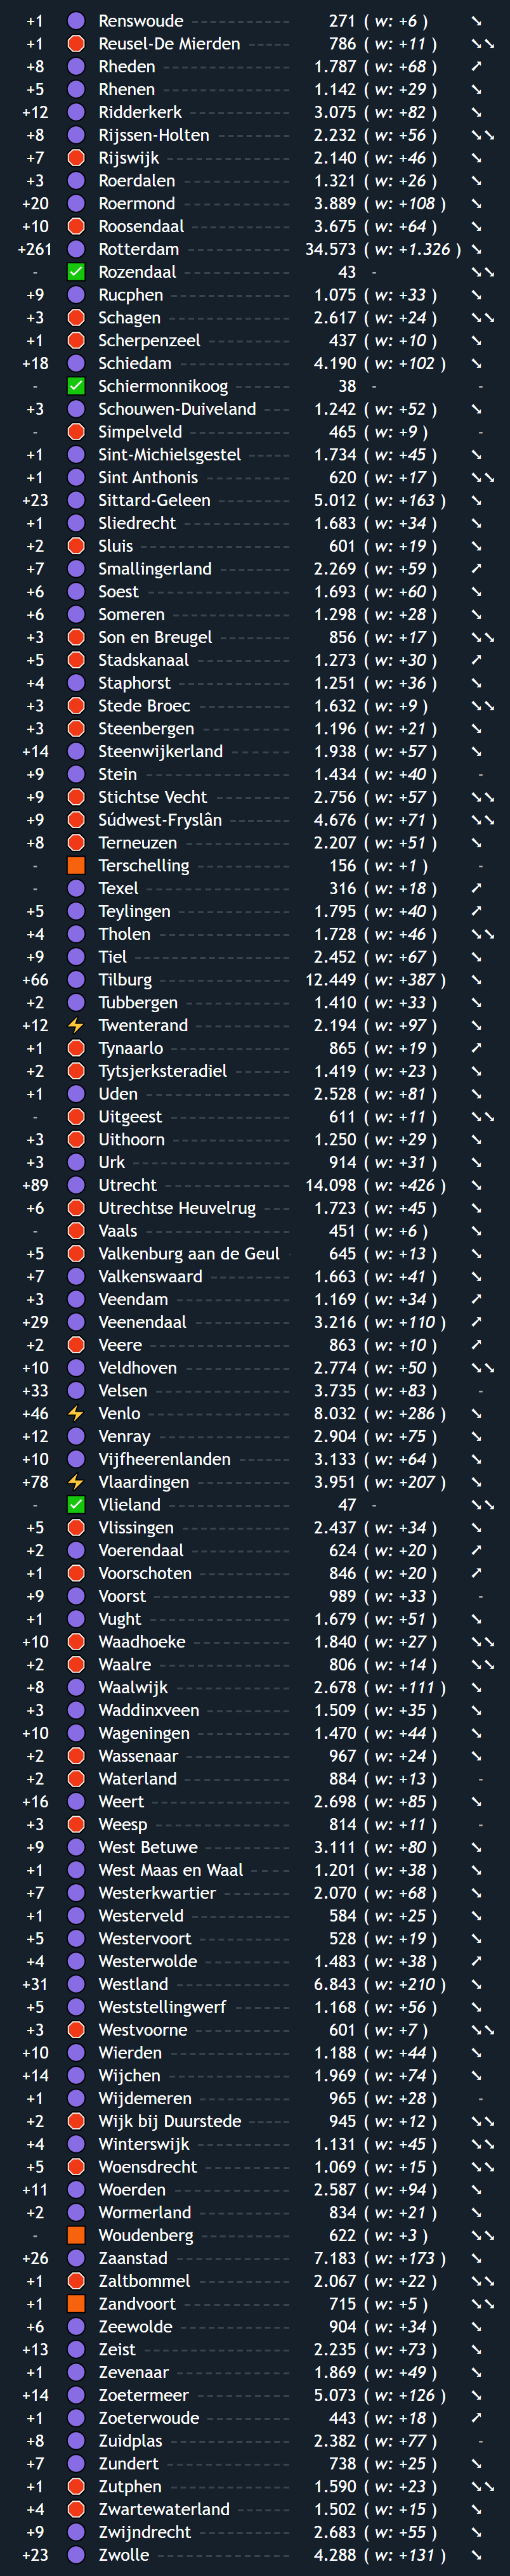 +1 Renswoude 271 ( w: +6 ) ↘
+1 Reusel-De Mierden 786 ( w: +11 ) ↘↘
+8 Rheden 1.787 ( w: +68 ) ↗
+5 Rhenen 1.142 ( w: +29 ) ↘
+12 Ridderkerk 3.075 ( w: +82 ) ↘
+8 Rijssen-Holten 2.232 ( w: +56 ) ↘↘
+7 Rijswijk 2.140 ( w: +46 ) ↘
+3 Roerdalen 1.321 ( w: +26 ) ↘
+20 Roermond 3.889 ( w: +108 ) ↘
+10 Roosendaal 3.675 ( w: +64 ) ↘
+261 Rotterdam 34.573 ( w: +1.326 ) ↘
- Rozendaal 43 - ↘↘
+9 Rucphen 1.075 ( w: +33 ) ↘
+3 Schagen 2.617 ( w: +24 ) ↘↘
+1 Scherpenzeel 437 ( w: +10 ) ↘
+18 Schiedam 4.190 ( w: +102 ) ↘
- Schiermonnikoog 38 - -
+3 Schouwen-Duiveland 1.242 ( w: +52 ) ↘
- Simpelveld 465 ( w: +9 ) -
+1 Sint-Michielsgestel 1.734 ( w: +45 ) ↘
+1 Sint Anthonis 620 ( w: +17 ) ↘↘
+23 Sittard-Geleen 5.012 ( w: +163 ) ↘
+1 Sliedrecht 1.683 ( w: +34 ) ↘
+2 Sluis 601 ( w: +19 ) ↘
+7 Smallingerland 2.269 ( w: +59 ) ↗
+6 Soest 1.693 ( w: +60 ) ↘
+6 Someren 1.298 ( w: +28 ) ↘
+3 Son en Breugel 856 ( w: +17 ) ↘↘
+5 Stadskanaal 1.273 ( w: +30 ) ↗
+4 Staphorst 1.251 ( w: +36 ) ↘
+3 Stede Broec 1.632 ( w: +9 ) ↘↘
+3 Steenbergen 1.196 ( w: +21 ) ↘
+14 Steenwijkerland 1.938 ( w: +57 ) ↘
+9 Stein 1.434 ( w: +40 ) -
+9 Stichtse Vecht 2.756 ( w: +57 ) ↘↘
+9 Súdwest-Fryslân 4.676 ( w: +71 ) ↘↘
+8 Terneuzen 2.207 ( w: +51 ) ↘
- Terschelling 156 ( w: +1 ) -
- Texel 316 ( w: +18 ) ↗
+5 Teylingen 1.795 ( w: +40 ) ↗
+4 Tholen 1.728 ( w: +46 ) ↘↘
+9 Tiel 2.452 ( w: +67 ) ↘
+66 Tilburg 12.449 ( w: +387 ) ↘
+2 Tubbergen 1.410 ( w: +33 ) ↘
+12 Twenterand 2.194 ( w: +97 ) ↘
+1 Tynaarlo 865 ( w: +19 ) ↗
+2 Tytsjerksteradiel 1.419 ( w: +23 ) ↘
+1 Uden 2.528 ( w: +81 ) ↘
- Uitgeest 611 ( w: +11 ) ↘↘
+3 Uithoorn 1.250 ( w: +29 ) ↘
+3 Urk 914 ( w: +31 ) ↘
+89 Utrecht 14.098 ( w: +426 ) ↘
+6 Utrechtse Heuvelrug 1.723 ( w: +45 ) ↘
- Vaals 451 ( w: +6 ) ↘
+5 Valkenburg aan de Geul 645 ( w: +13 ) ↘
+7 Valkenswaard 1.663 ( w: +41 ) ↘
+3 Veendam 1.169 ( w: +34 ) ↗
+29 Veenendaal 3.216 ( w: +110 ) ↗
+2 Veere 863 ( w: +10 ) ↗
+10 Veldhoven 2.774 ( w: +50 ) ↘↘
+33 Velsen 3.735 ( w: +83 ) -
+46 Venlo 8.032 ( w: +286 ) ↘
+12 Venray 2.904 ( w: +75 ) ↘
+10 Vijfheerenlanden 3.133 ( w: +64 ) ↘
+78 Vlaardingen 3.951 ( w: +207 ) ↘
- Vlieland 47 - ↘↘
+5 Vlissingen 2.437 ( w: +34 ) ↘
+2 Voerendaal 624 ( w: +20 ) ↗
+1 Voorschoten 846 ( w: +20 ) ↗
+9 Voorst 989 ( w: +33 ) -
+1 Vught 1.679 ( w: +51 ) ↘
+10 Waadhoeke 1.840 ( w: +27 ) ↘↘
+2 Waalre 806 ( w: +14 ) ↘↘
+8 Waalwijk 2.678 ( w: +111 ) ↘
+3 Waddinxveen 1.509 ( w: +35 ) ↘
+10 Wageningen 1.470 ( w: +44 ) ↘
+2 Wassenaar 967 ( w: +24 ) ↘
+2 Waterland 884 ( w: +13 ) -
+16 Weert 2.698 ( w: +85 ) ↘
+3 Weesp 814 ( w: +11 ) -
+9 West Betuwe 3.111 ( w: +80 ) ↘
+1 West Maas en Waal 1.201 ( w: +38 ) ↘
+7 Westerkwartier 2.070 ( w: +68 ) ↘
+1 Westerveld 584 ( w: +25 ) ↘
+5 Westervoort 528 ( w: +19 ) ↘
+4 Westerwolde 1.483 ( w: +38 ) ↗
+31 Westland 6.843 ( w: +210 ) ↘
+5 Weststellingwerf 1.168 ( w: +56 ) ↘
+3 Westvoorne 601 ( w: +7 ) ↘↘
+10 Wierden 1.188 ( w: +44 ) ↘
+14 Wijchen 1.969 ( w: +74 ) ↘
+1 Wijdemeren 965 ( w: +28 ) -
+2 Wijk bij Duurstede 945 ( w: +12 ) ↘↘
+4 Winterswijk 1.131 ( w: +45 ) ↘↘
+5 Woensdrecht 1.069 ( w: +15 ) ↘↘
+11 Woerden 2.587 ( w: +94 ) ↘
+2 Wormerland 834 ( w: +21 ) ↘
- Woudenberg 622 ( w: +3 ) ↘↘
+26 Zaanstad 7.183 ( w: +173 ) ↘
+1 Zaltbommel 2.067 ( w: +22 ) ↘↘
+1 Zandvoort 715 ( w: +5 ) ↘↘
+6 Zeewolde 904 ( w: +34 ) ↘
+13 Zeist 2.235 ( w: +73 ) ↘
+1 Zevenaar 1.869 ( w: +49 ) ↘
+14 Zoetermeer 5.073 ( w: +126 ) ↘
+1 Zoeterwoude 443 ( w: +18 ) ↗
+8 Zuidplas 2.382 ( w: +77 ) -
+7 Zundert 738 ( w: +25 ) ↘
+1 Zutphen 1.590 ( w: +23 ) ↘↘
+4 Zwartewaterland 1.502 ( w: +15 ) ↘
+9 Zwijndrecht 2.683 ( w: +55 ) ↘
+23 Zwolle 4.288 ( w: +131 ) ↘